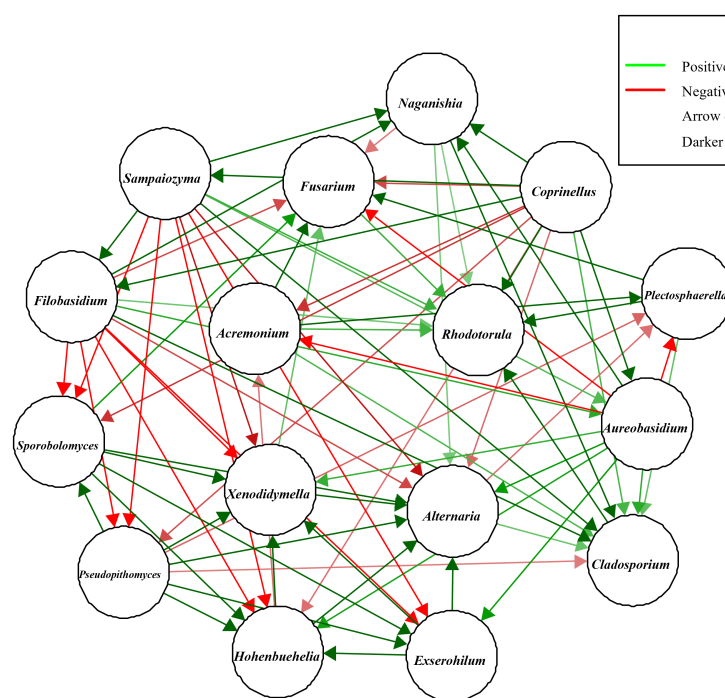 Positive
Negativ
Arrow
Darker
Naganishia
Sampaiozyma
Fusarium
Coprinellus
Filobasidium
Plectosphaerella
Acremonium
Rhodotorula
Aureobasidium
Sporobolomyces
Xenodidymella
Alternaria
Cladosporium
Pseudopithomyces
Hohenbuehelia
Exserohilum